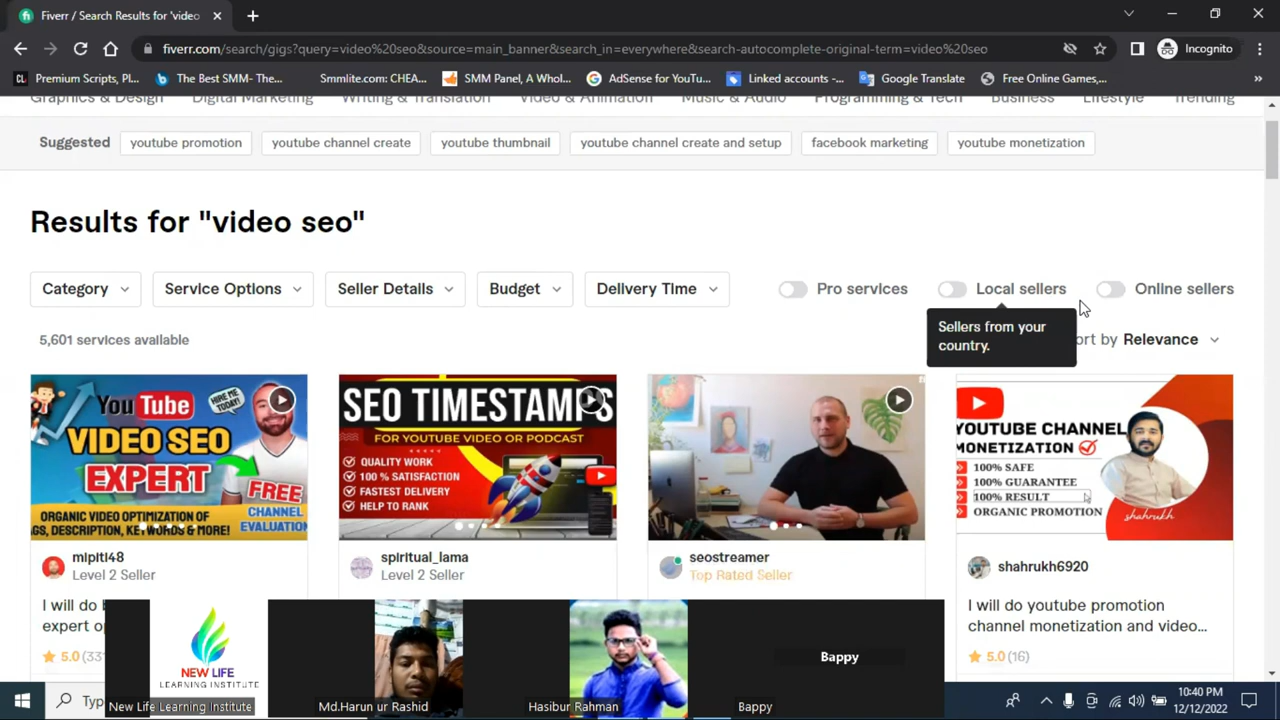 Fiverr / Search Results for 'video
fiverr.com/search/gigs?query=video%20seo&source=main_banner&search_in=everywhere&search-autocomplete-original-term=video%20seo
Incognito
Premium Scripts, Pl...
The Best SMM- The...
Smmlite.com: CHEA...
SMM Panel, A Whol...
AdSense for YouTu...
Linked accounts -...
Google Translate
Free Online Games,...
Graphics & Design
Digital Marketing
Writing & Translation
Video & Animation
Music & Audio
Programming & Tech
Business
Lifestyle
Trending
Suggested
youtube promotion
youtube channel create
youtube thumbnail
youtube channel create and setup
facebook marketing
youtube monetization
Results for "video seo"
Category
Service Options
Seller Details
Budget
Delivery Time
Pro services
Local sellers
Online sellers
Sellers from your
country.
5,601 services available
ort by Relevance
YouTube
HIRE ME
TODAY!
VIDEO SEO
EXPERT
FREE
CHANNEL
EVALUATION
ORGANIC VIDEO OPTIMIZATION OF
AGS, DESCRIPTION, KEYWORDS & MORE!
SEO TIMESTAMPS
FOR YOUTUBE VIDEO OR PODCAST
QUALITY WORK
100 % SATISFACTION
FASTEST DELIVERY
HELP TO RANK
YOUTUBE CHANNEL
MONETIZATION
100% SAFE
100% GUARANTEE
100% RESULT
ORGANIC PROMOTION
shahrukh
mipiti48
Level 2 Seller
spiritual_lama
Level 2 Seller
seostreamer
Top Rated Seller
shahrukh6920
I will do
expert op
5.0
I will do youtube promotion
channel monetization and video...
5.0 (16)
NEW LIFE
LEARNING INSTITUTE
New Life Learning Institute
Md.Harun ur Rashid
Hasibur Rahman
Bappy
Bappy
10:40 PM
12/12/2022